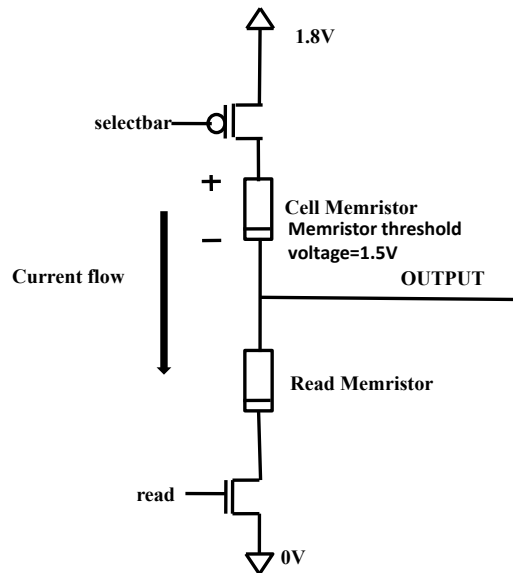 1.8V
selectbar
+
Cell Memristor
Memristor threshold
−
voltage=1.5V
Current flow
OUTPUT
Read Memristor
read
0V